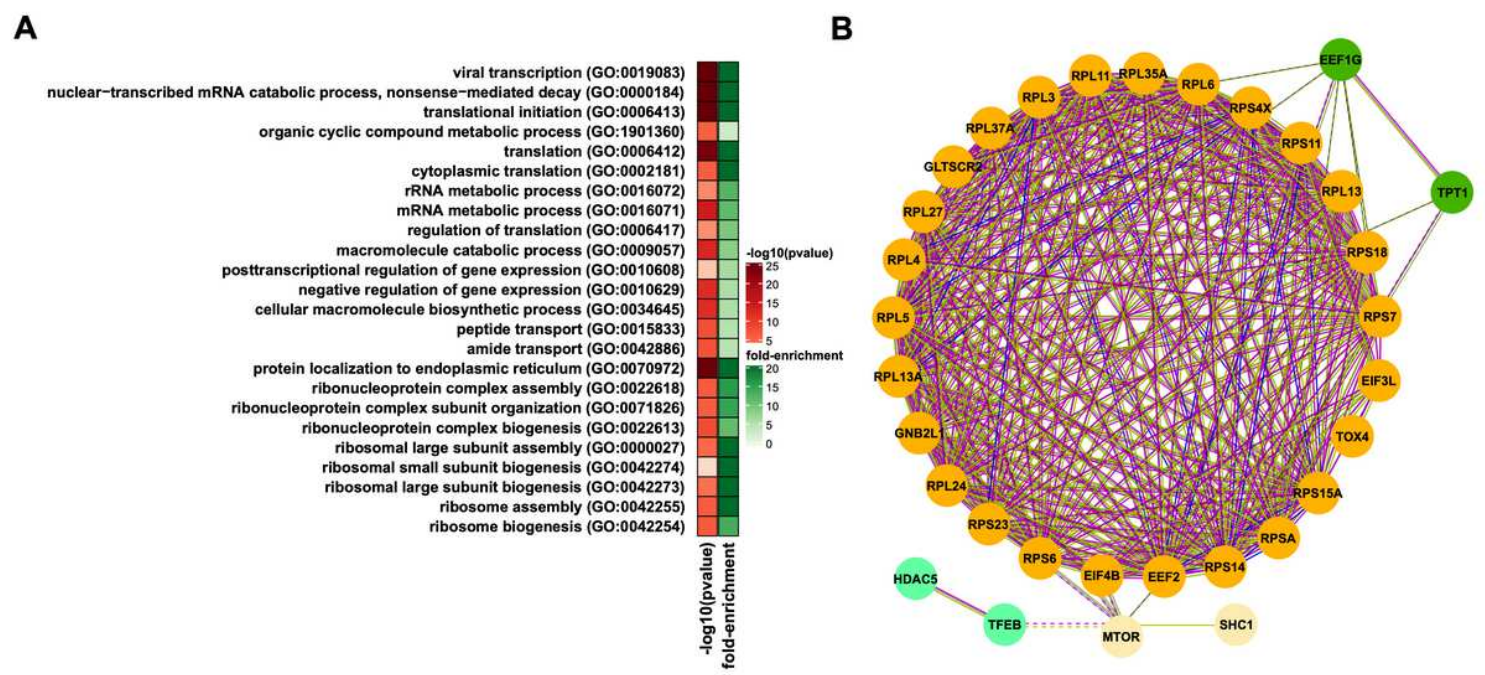 A
viral transcription (GO:0019083)
nuclear−transcribed mRNA catabolic process, nonsense−mediated decay (GO:0000184)
translational initiation (GO:0006413)
organic cyclic compound metabolic process (GO:1901360)
translation (GO:0006412)
cytoplasmic translation (GO:0002181)
rRNA metabolic process (GO:0016072)
mRNA metabolic process (GO:0016071)
regulation of translation (GO:0006417)
macromolecule catabolic process (GO:0009057)
posttranscriptional regulation of gene expression (GO:0010608)
negative regulation of gene expression (GO:0010629)
cellular macromolecule biosynthetic process (GO:0034645)
peptide transport (GO:0015833)
amide transport (GO:0042886)
protein localization to endoplasmic reticulum (GO:0070972)
ribonucleoprotein complex assembly (GO:0022618)
ribonucleoprotein complex subunit organization (GO:0071826)
ribonucleoprotein complex biogenesis (GO:0022613)
ribosomal large subunit assembly (GO:0000027)
ribosomal small subunit biogenesis (GO:0042274)
ribosomal large subunit biogenesis (GO:0042273)
ribosome assembly (GO:0042255)
ribosome biogenesis (GO:0042254)
-log10(pvalue)
fold-enrichment
-log10(pvalue)
25
20
15
10
5
fold-enrichment
20
15
10
5
0
B
EEF1G
RPL11
RPL35A
RPL6
RPL3
RPS4X
RPL37A
RPS11
GLTSCR2
RPL13
TPT1
RPL27
RPS18
RPL4
RPL5
RPS7
RPL13A
EIF3L
GNB2L1
TOX4
RPL24
RPS15A
RPS23
RPSA
RPS6
EIF4B
EEF2
RPS14
HDAC5
TFEB
MTOR
SHC1